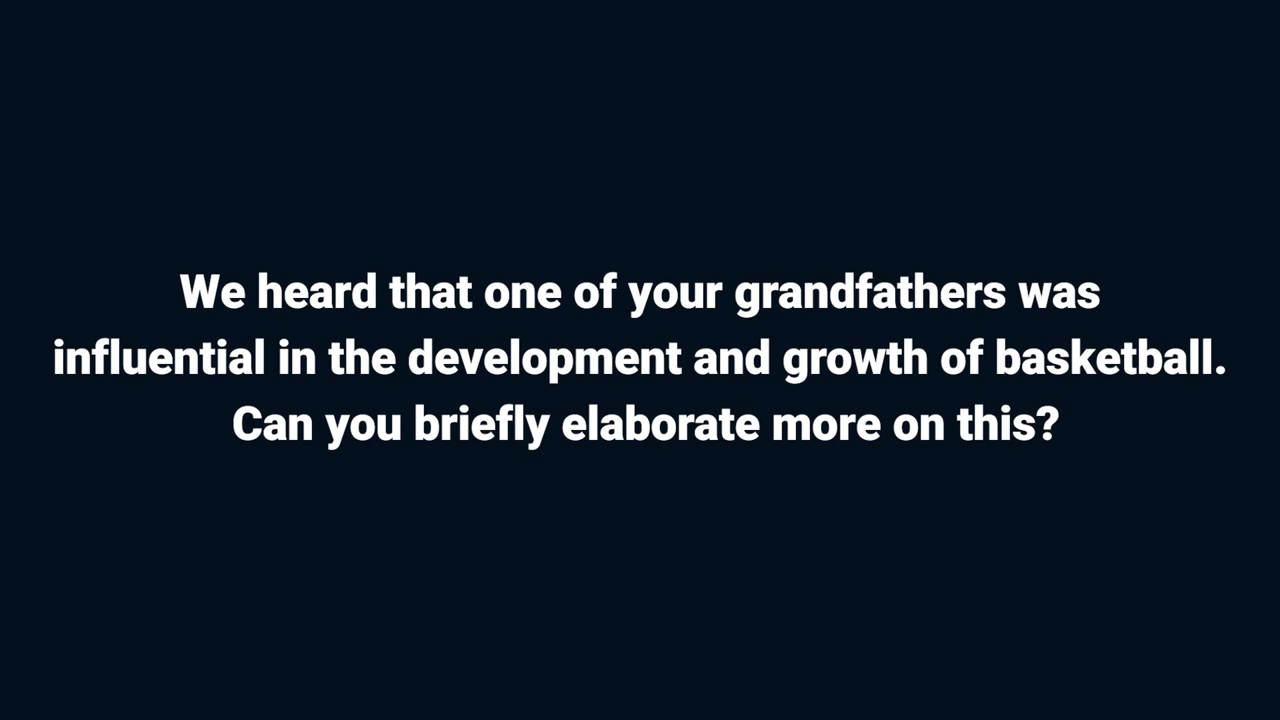 We heard that one of your grandfathers was
influential in the development and growth of basketball.
Can you briefly elaborate more on this?